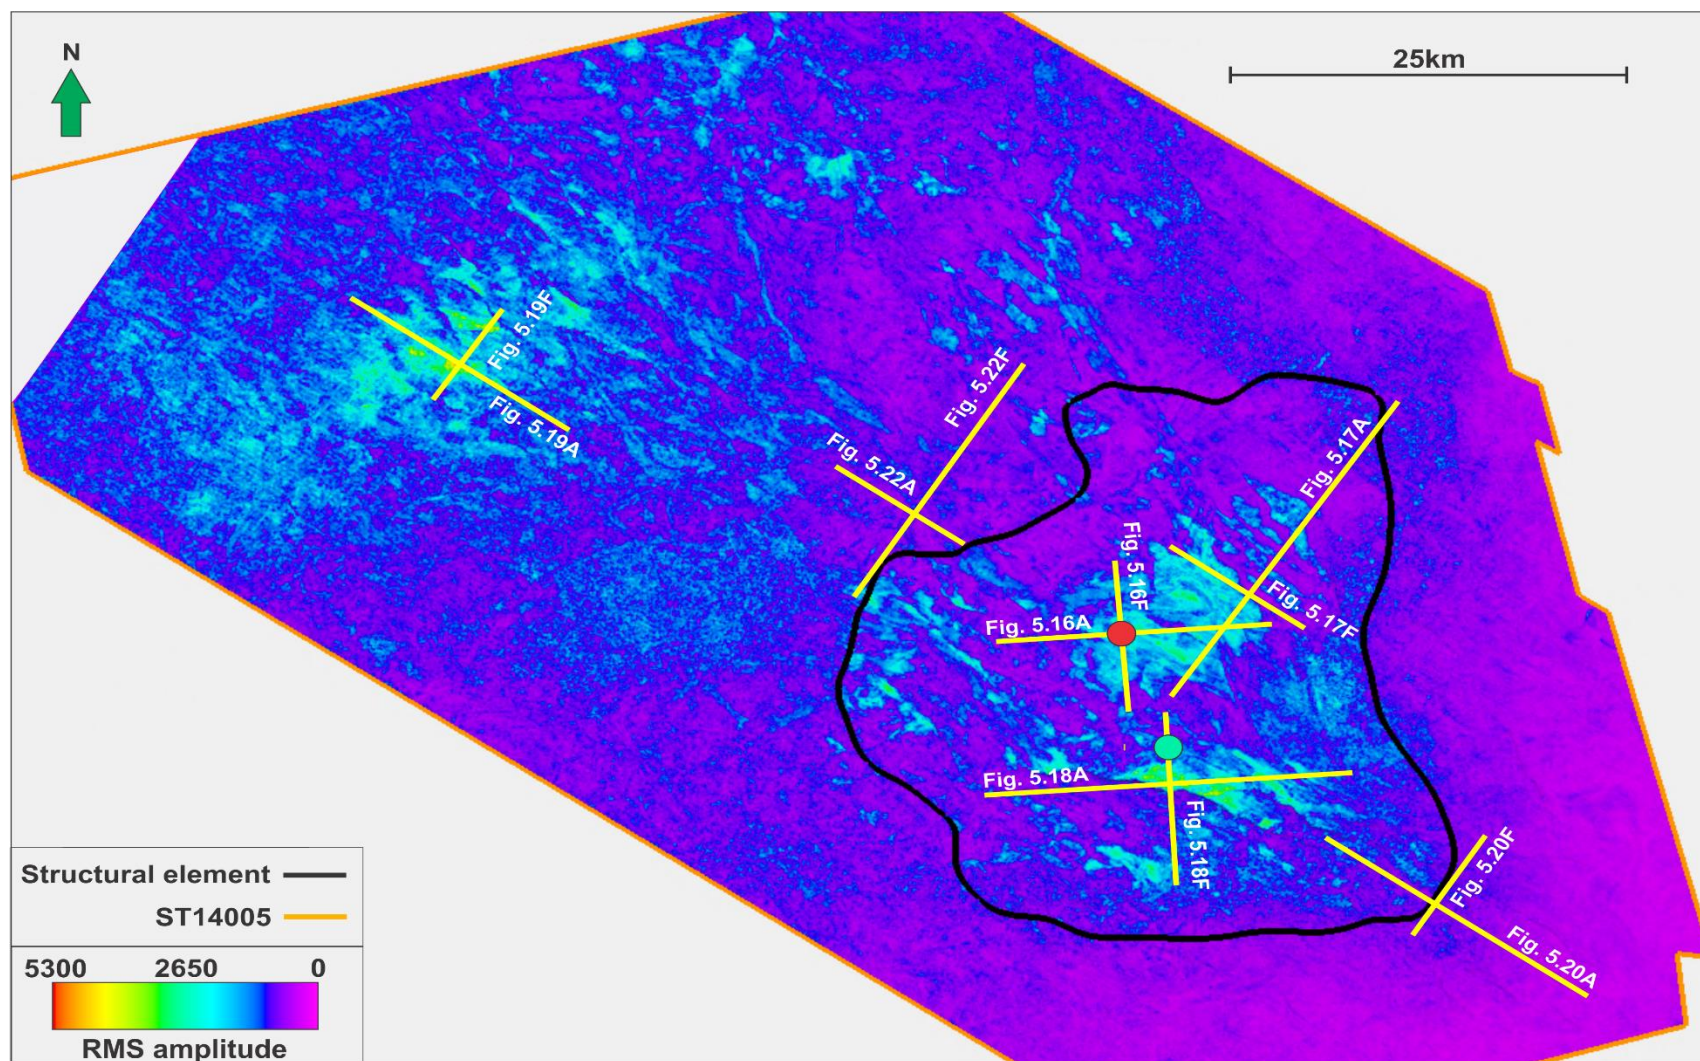 N
25km
Fig. 5.19F
Fig. 5.19A
Fig. 5.22F
Fig. 5.22A
Fig. 5.17A
Fig. 5.16F
Fig. 5.16A
Fig. 5.17F
Fig. 5.18A
Fig. 5.18F
Fig. 5.20F
Fig. 5.20A
Structural element
ST14005
5300 2650 0
RMS amplitude